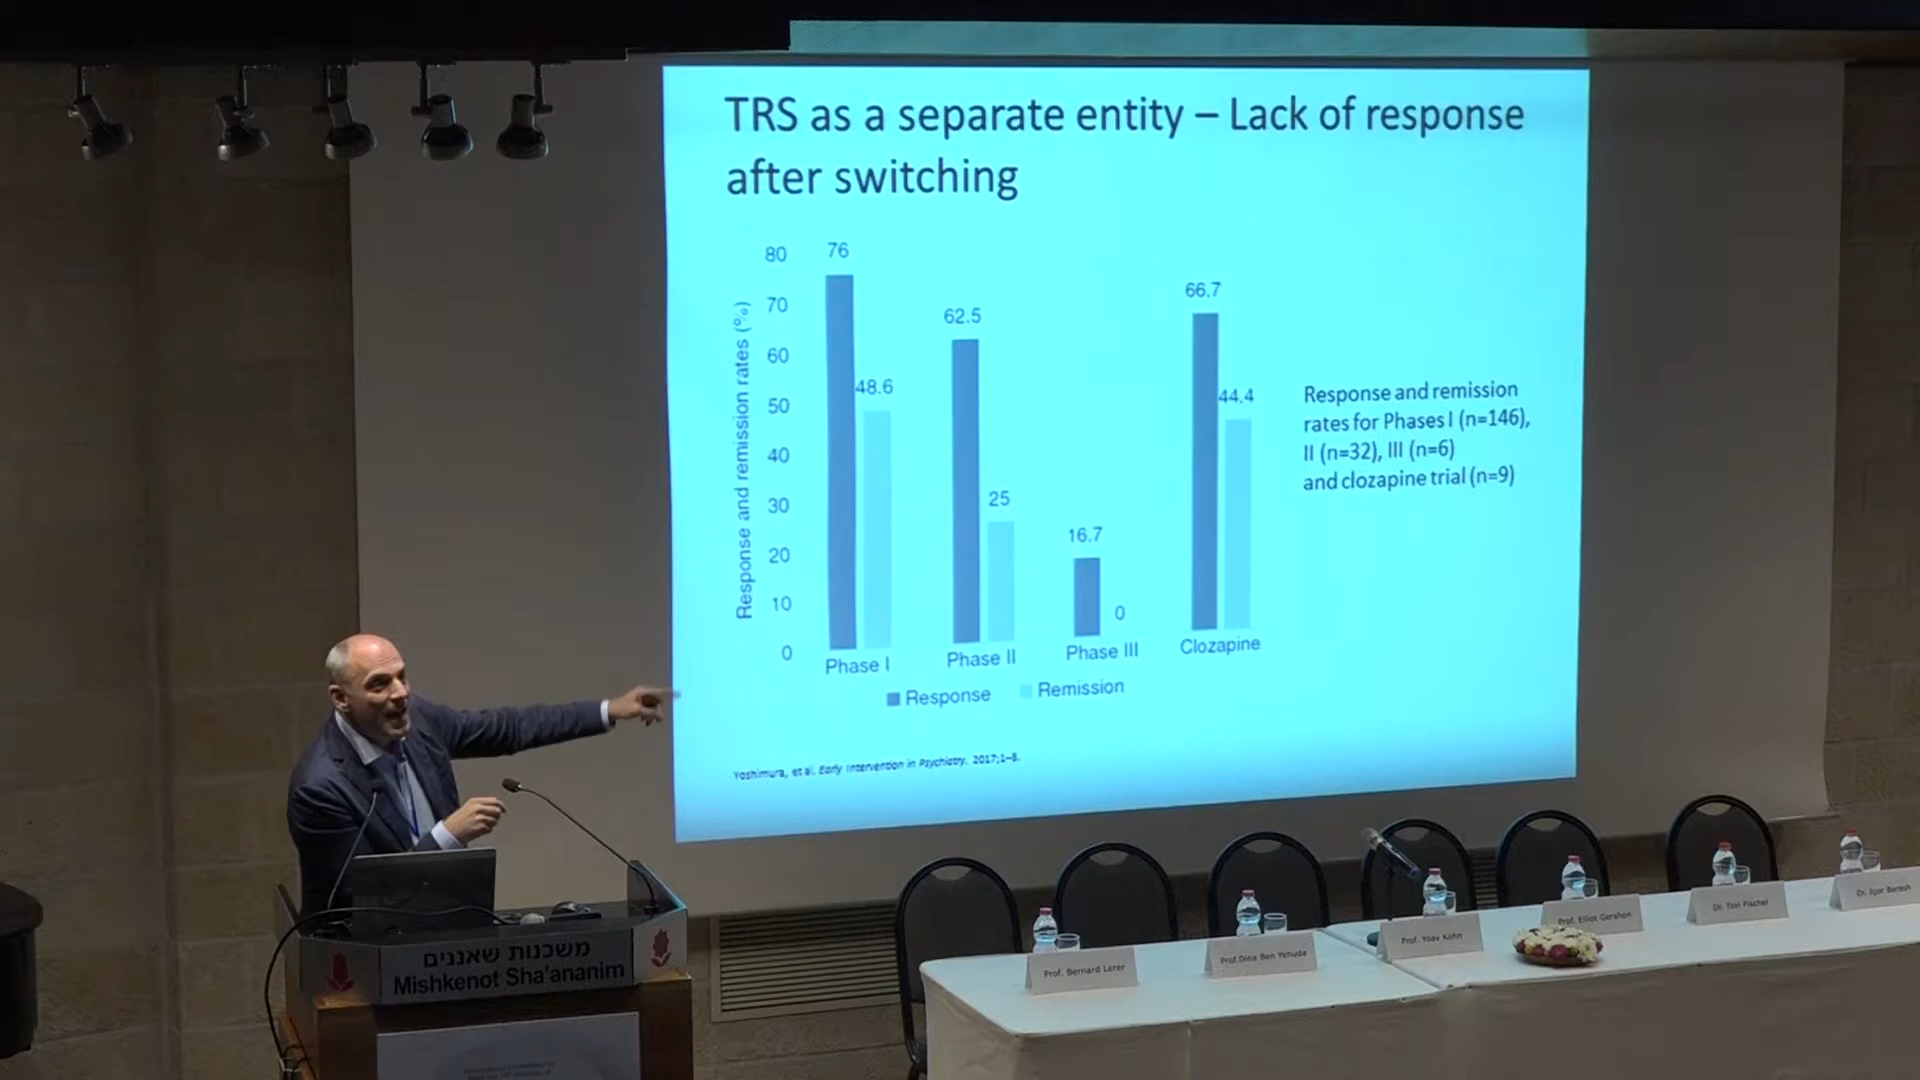 TRS as a separate entity – Lack of response
after switching
Response and remission rates (%)
80
70
60
50
40
30
20
10
0
76
48.6
62.5
25
16.7
0
66.7
44.4
Phase I
Phase II
Phase III
Clozapine
Response
Remission
Response and remission
rates for Phases I (n=146),
II (n=32), III (n=6)
and clozapine trial (n=9)
Yoshimura, et al. Early Intervention in Psychiatry. 2017;1–8.
משכנות שאננים
Mishkenot Sha'ananim
Prof. Bernard Lerer
Prof.Dina Ben Yehuda
Prof. Yoav Kohn
Prof. Elliot Gershon
Dr. Tsvi Fischel
Dr. Igor Barash